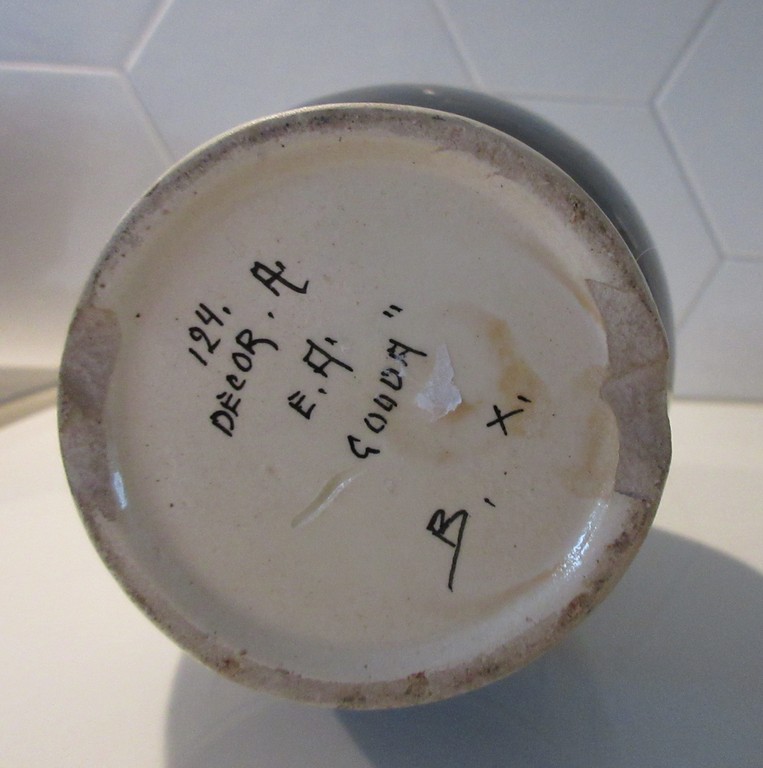 124.
DECOR. A
E.A.
GOUDA"
X.
B.